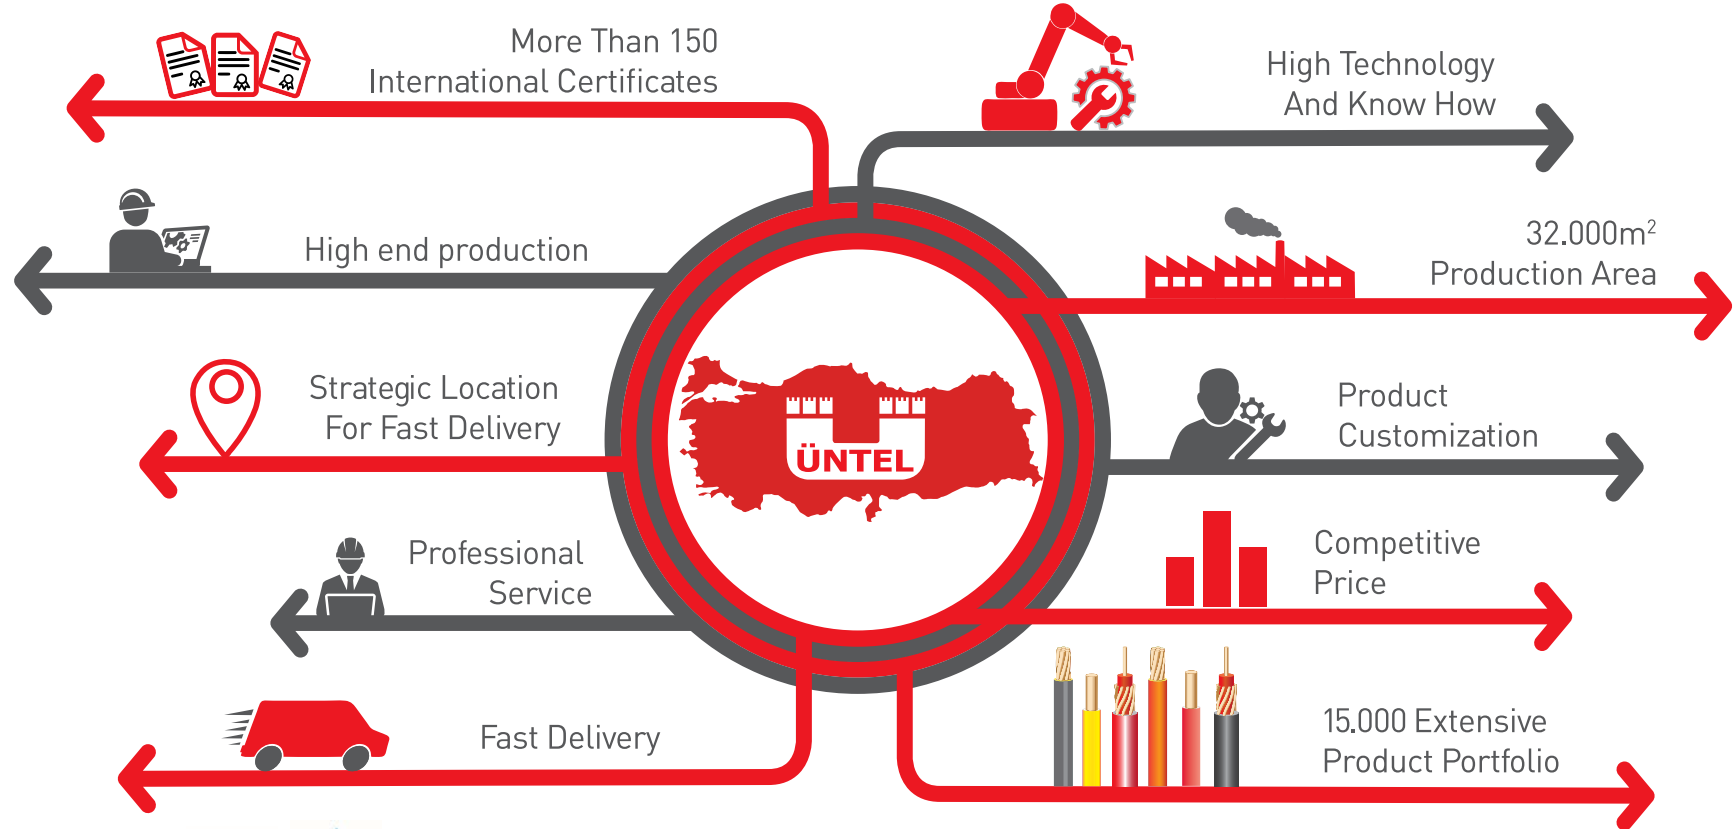 More Than 150
International Certificates
High end production
Strategic Location
For Fast Delivery
Professional
Service
Fast Delivery
ÜNTEL
High Technology
And Know How
32.000m²
Production Area
Product
Customization
Competitive
Price
15.000 Extensive
Product Portfolio